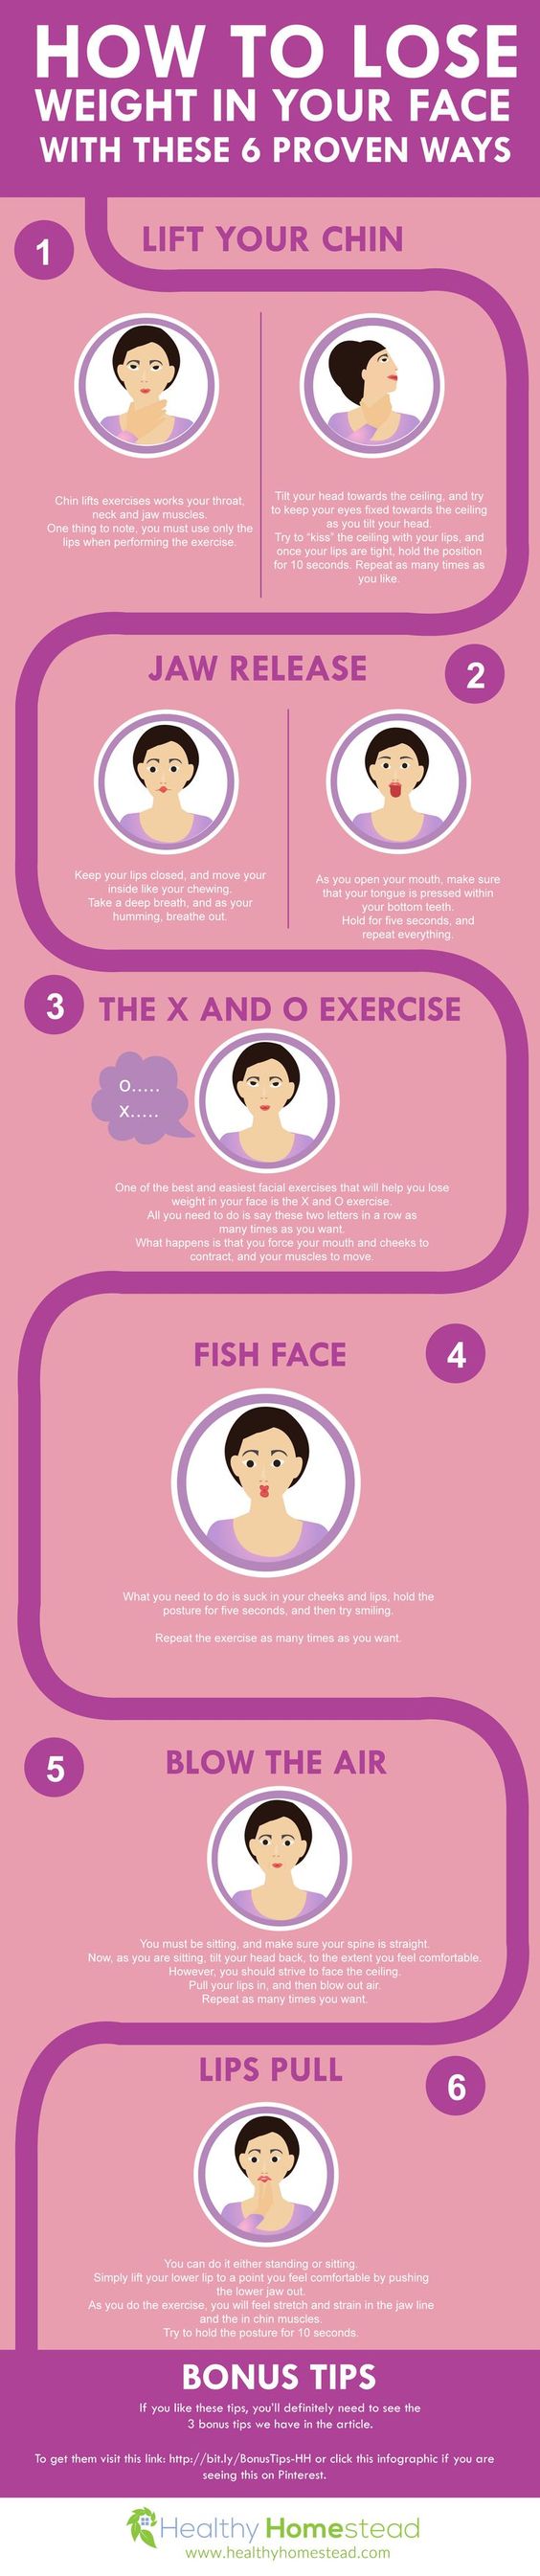 HOW TO LOSE
WEIGHT IN YOUR FACE
WITH THESE 6 PROVEN WAYS
1
LIFT YOUR CHIN
Chin lifts exercises works your throat,
neck and jaw muscles.
One thing to note, you must use only the
lips when performing the exercise.
Tilt your head towards the ceiling, and try
to keep your eyes fixed towards the ceiling
as you tilt your head.
Try to "kiss" the ceiling with your lips, and
once your lips are tight, hold the position
for 10 seconds. Repeat as many times as
you like.
JAW RELEASE
2
Keep your lips closed, and move your
inside like your chewing.
Take a deep breath, and as your
humming, breathe out.
As you open your mouth, make sure
that your tongue is pressed within
your bottom teeth.
Hold for five seconds, and
repeat everything.
3
THE X AND O EXERCISE
O.....
X.....
One of the best and easiest facial exercises that will help you lose
weight in your face is the X and O exercise.
All you need to do is say these two letters in a row as
many times as you want.
What happens is that you force your mouth and cheeks to
contract, and your muscles to move.
FISH FACE
4
What you need to do is suck in your cheeks and lips, hold the
posture for five seconds, and then try smiling.
Repeat the exercise as many times as you want.
5
BLOW THE AIR
You must be sitting, and make sure your spine is straight.
Now, as you are sitting, tilt your head back, to the extent you feel comfortable.
However, you should strive to face the ceiling.
Pull your lips in, and then blow out air.
Repeat as many times you want.
LIPS PULL
6
You can do it either standing or sitting.
Simply lift your lower lip to a point you feel comfortable by pushing
the lower jaw out.
As you do the exercise, you will feel stretch and strain in the jaw line
and the in chin muscles.
Try to hold the posture for 10 seconds.
BONUS TIPS
If you like these tips, you'll definitely need to see the
3 bonus tips we have in the article.
To get them visit this link: http://bit.ly/BonusTips-HH or click this infographic if you are
seeing this on Pinterest.
Healthy Homestead
www.healthyhomestead.com